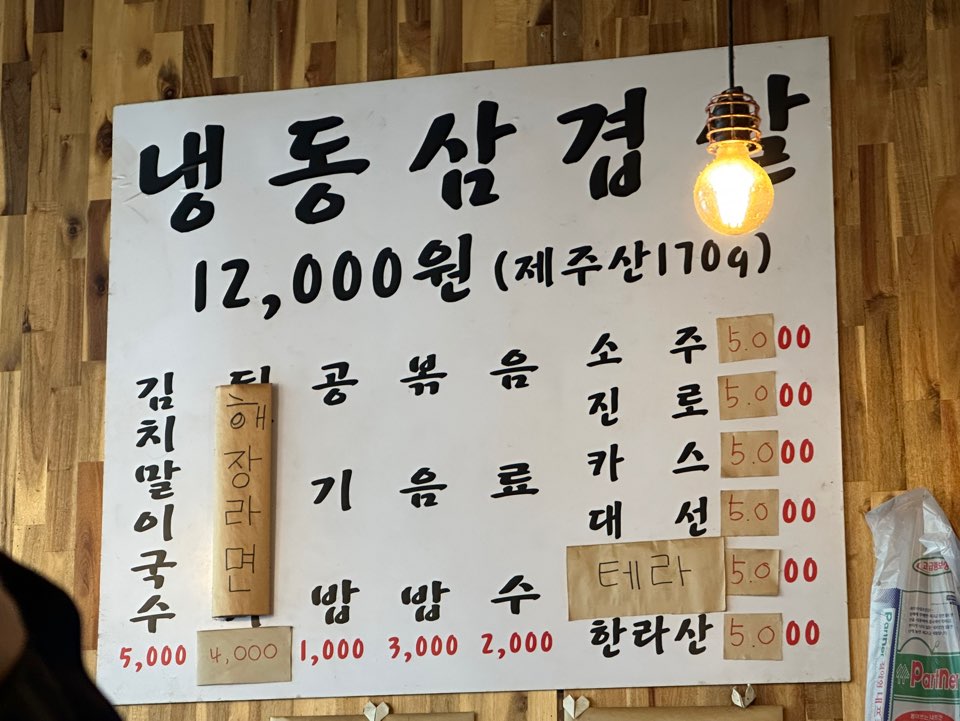 냉동삼겹살
12,000원 (제주산170g)
김치말이국수 5,000
해장라면 4,000
공기밥 1,000
볶음밥 3,000
음료수 2,000
소주 5.000
진로 5.000
카스 5.000
대선 5.000
테라 5.000
한라산 5.000
Partner